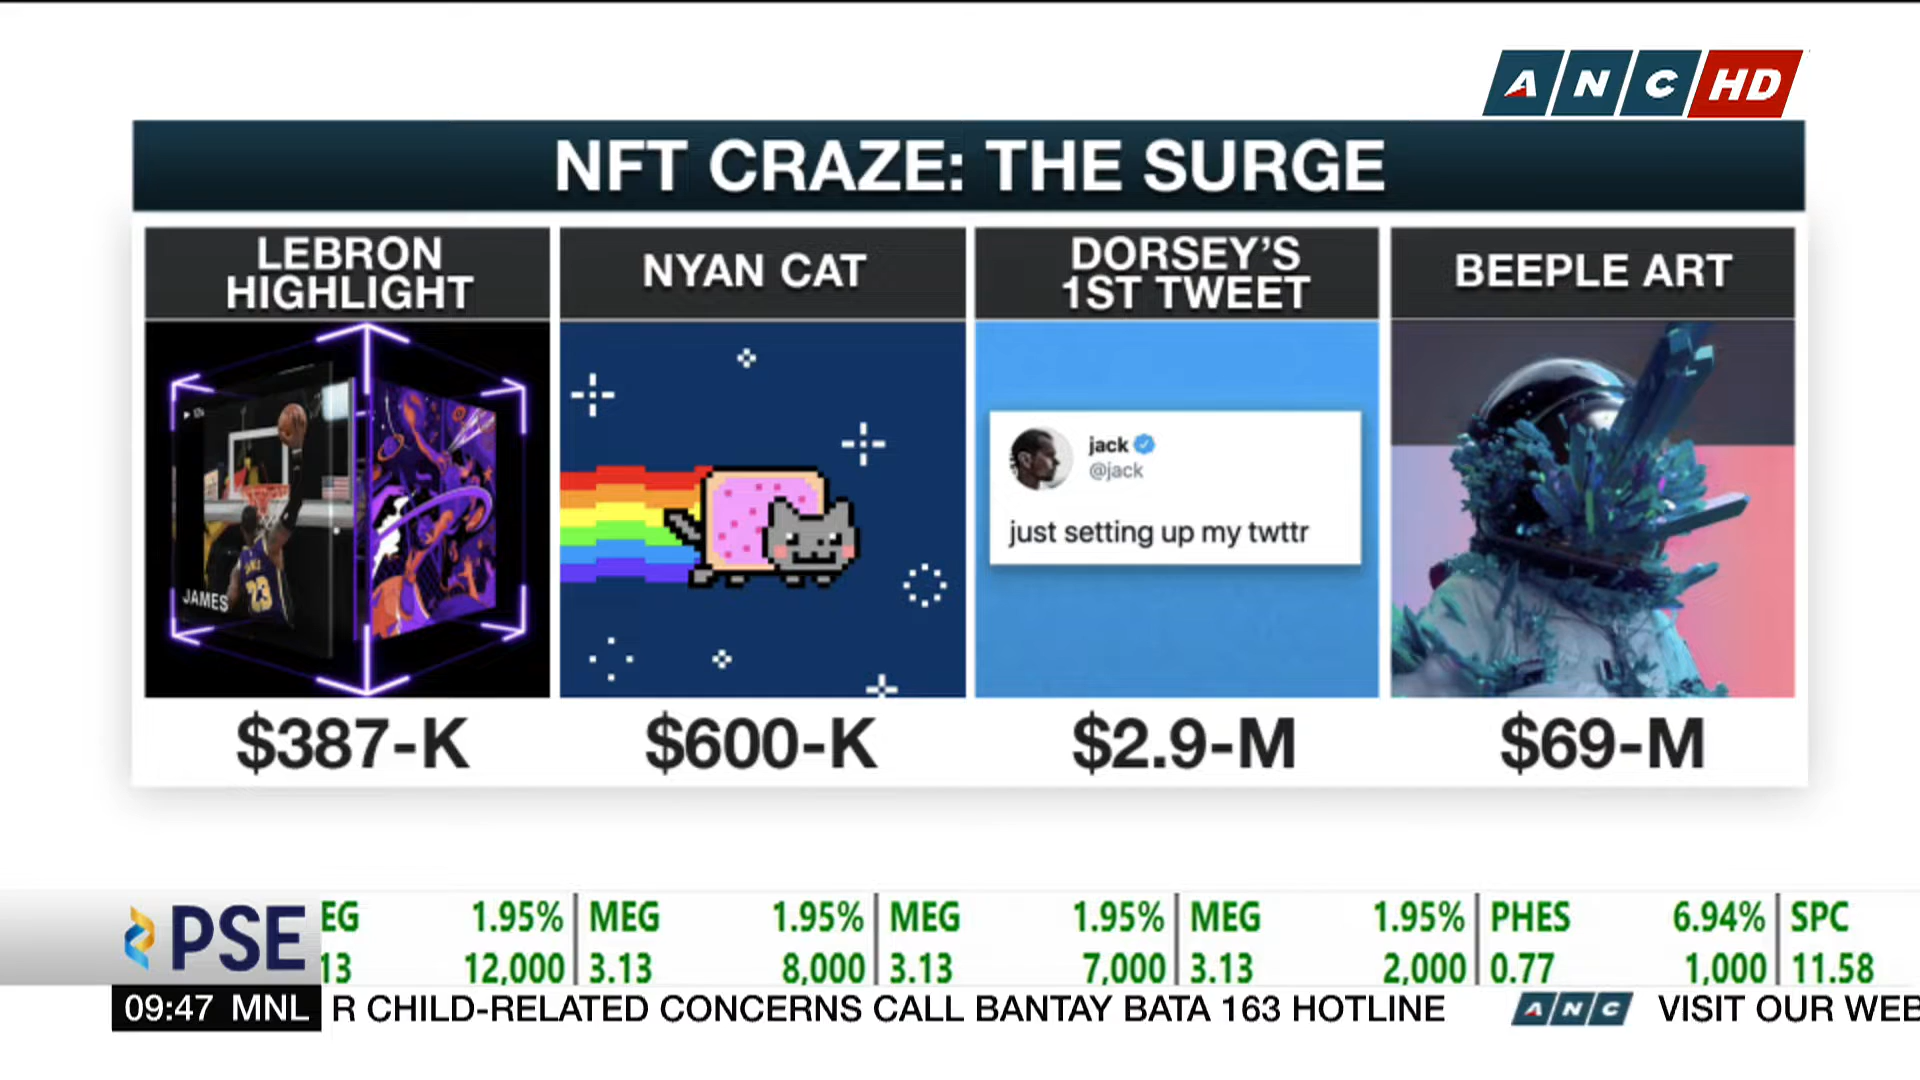 ANC HD
NFT CRAZE: THE SURGE
LEBRON
HIGHLIGHT
NYAN CAT
DORSEY'S
1ST TWEET
BEEPLE ART
JAMES
JAMES
23
jack
@jack
just setting up my twttr
$387-K
$600-K
$2.9-M
$69-M
PSE
EG 1.95% MEG 1.95% MEG 1.95% MEG 1.95% PHES 6.94% SPC
13 12,000 3.13 8,000 3.13 7,000 3.13 2,000 0.77 1,000 11.58
09:47 MNL R CHILD-RELATED CONCERNS CALL BANTAY BATA 163 HOTLINE ANC VISIT OUR WEB